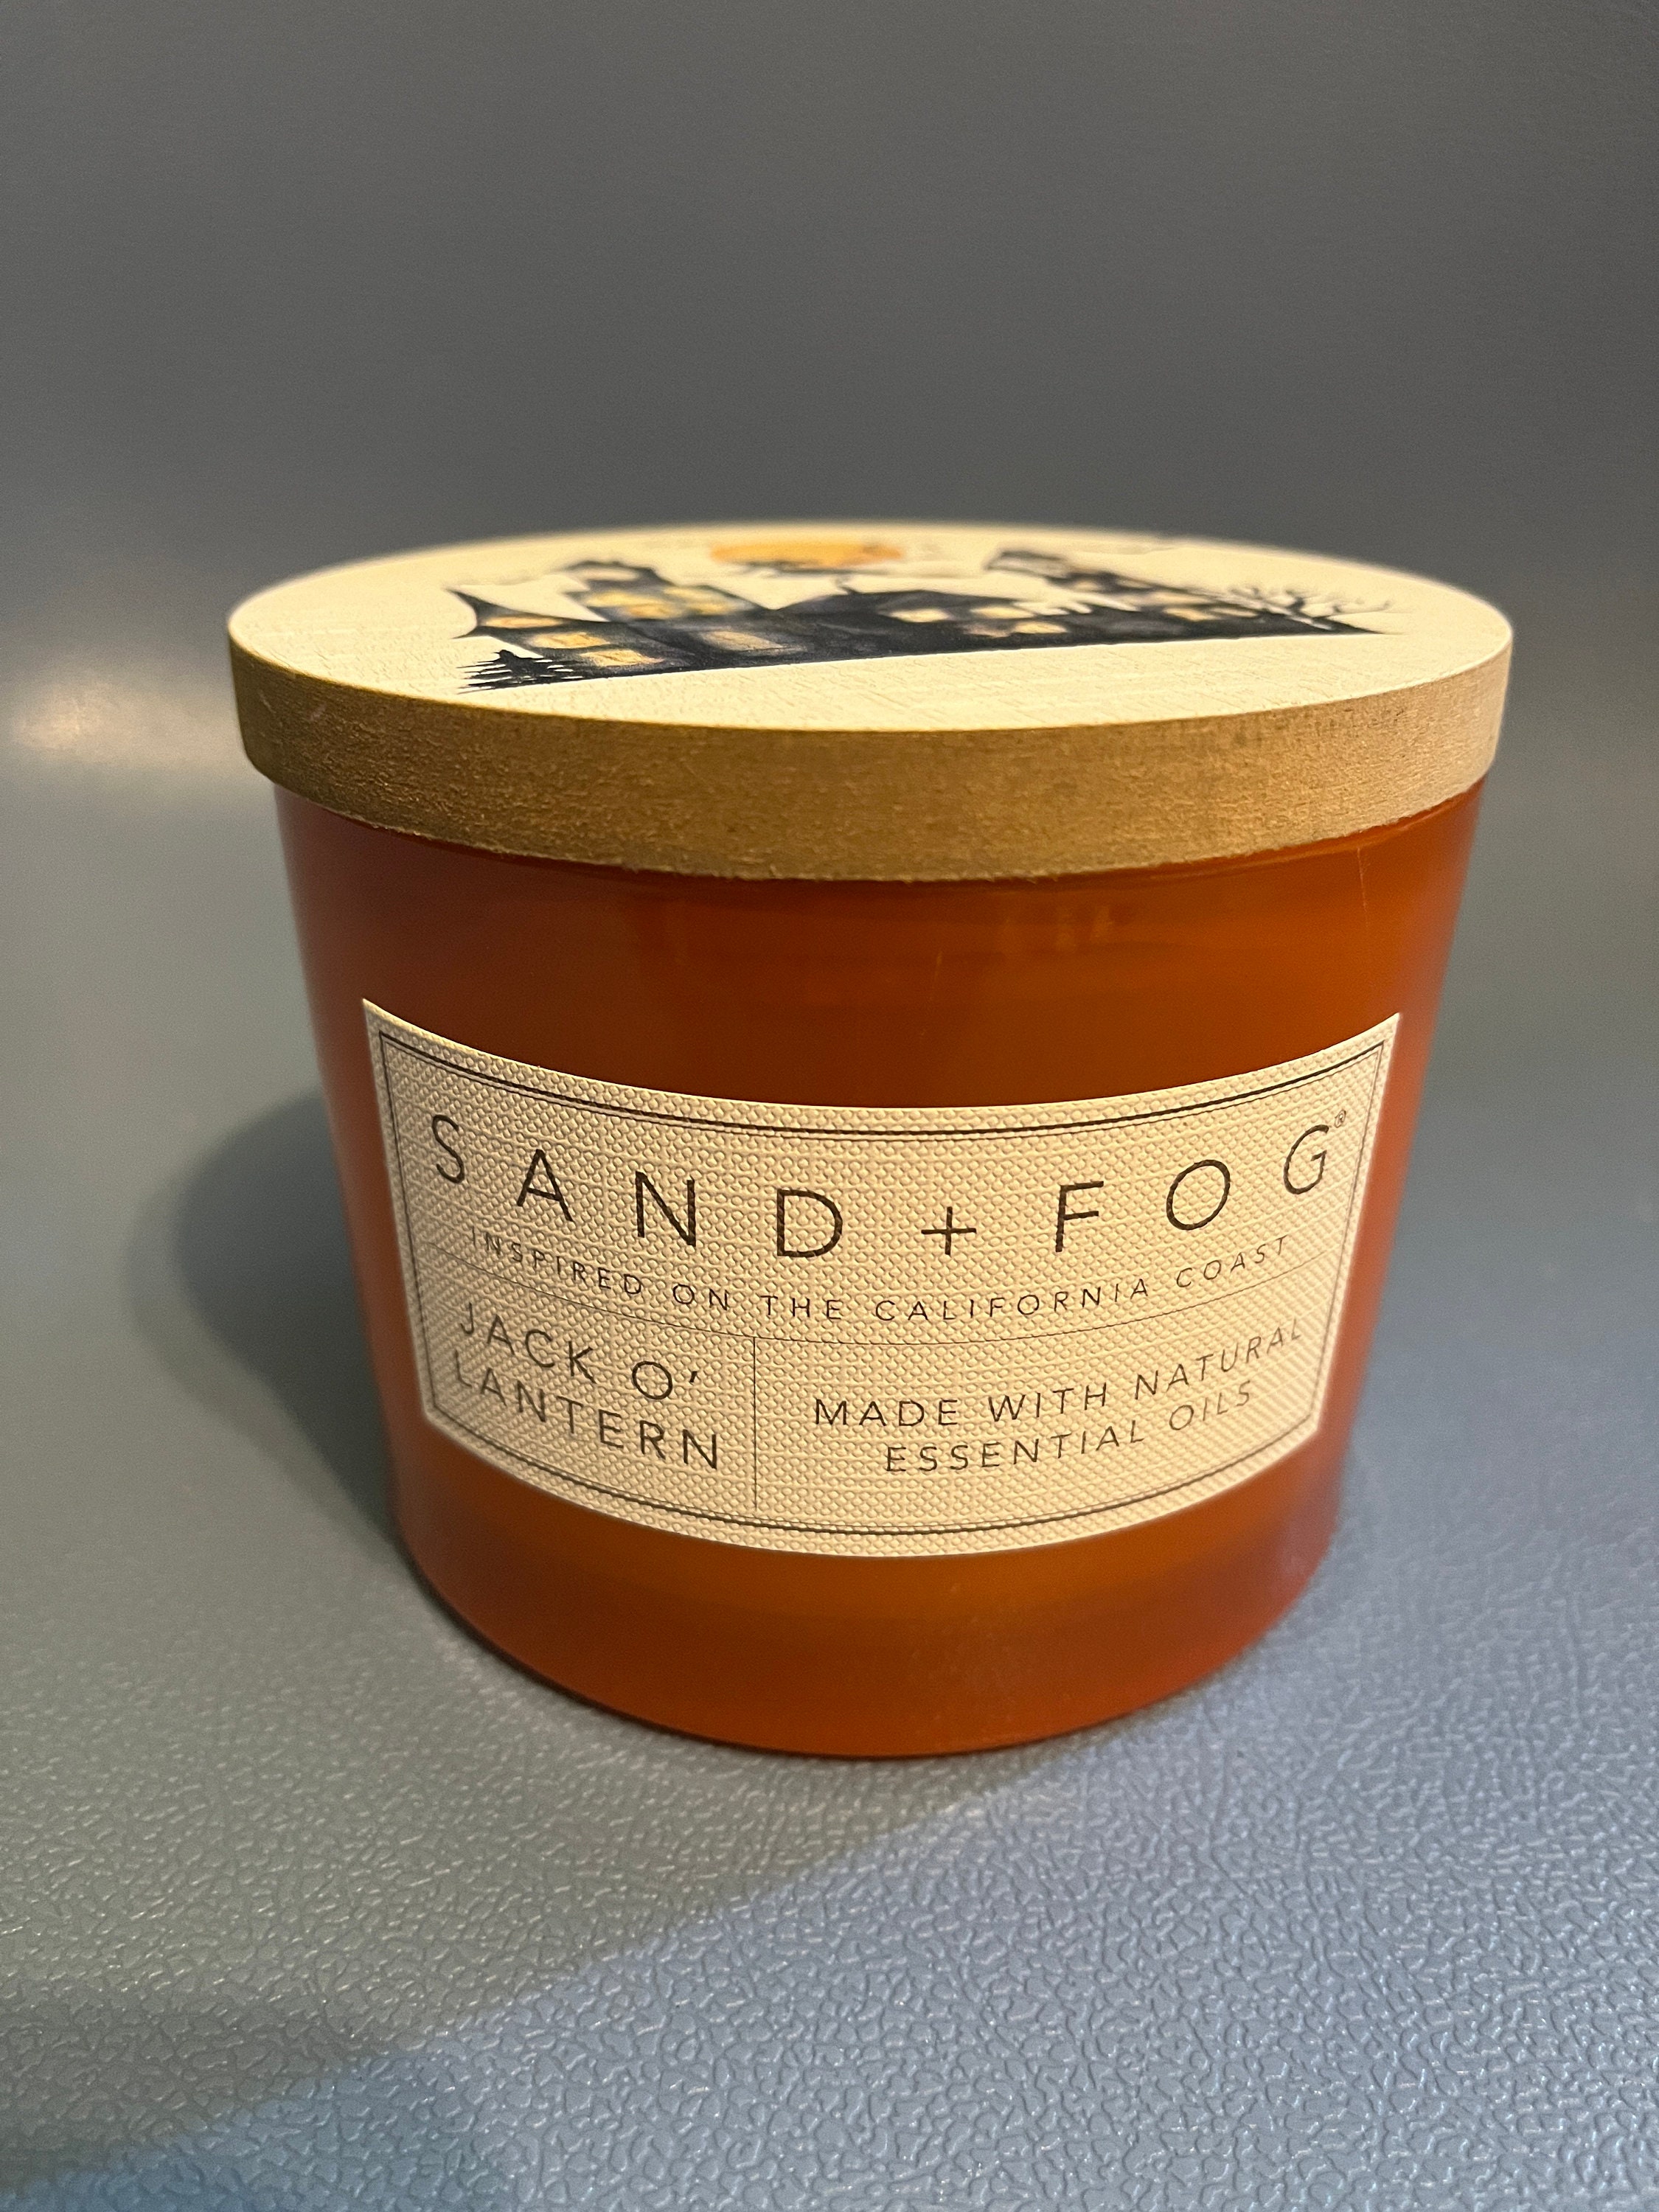 SAND + FOG®
INSPIRED ON THE CALIFORNIA COAST
JACK O'
LANTERN
MADE WITH NATURAL
ESSENTIAL OILS